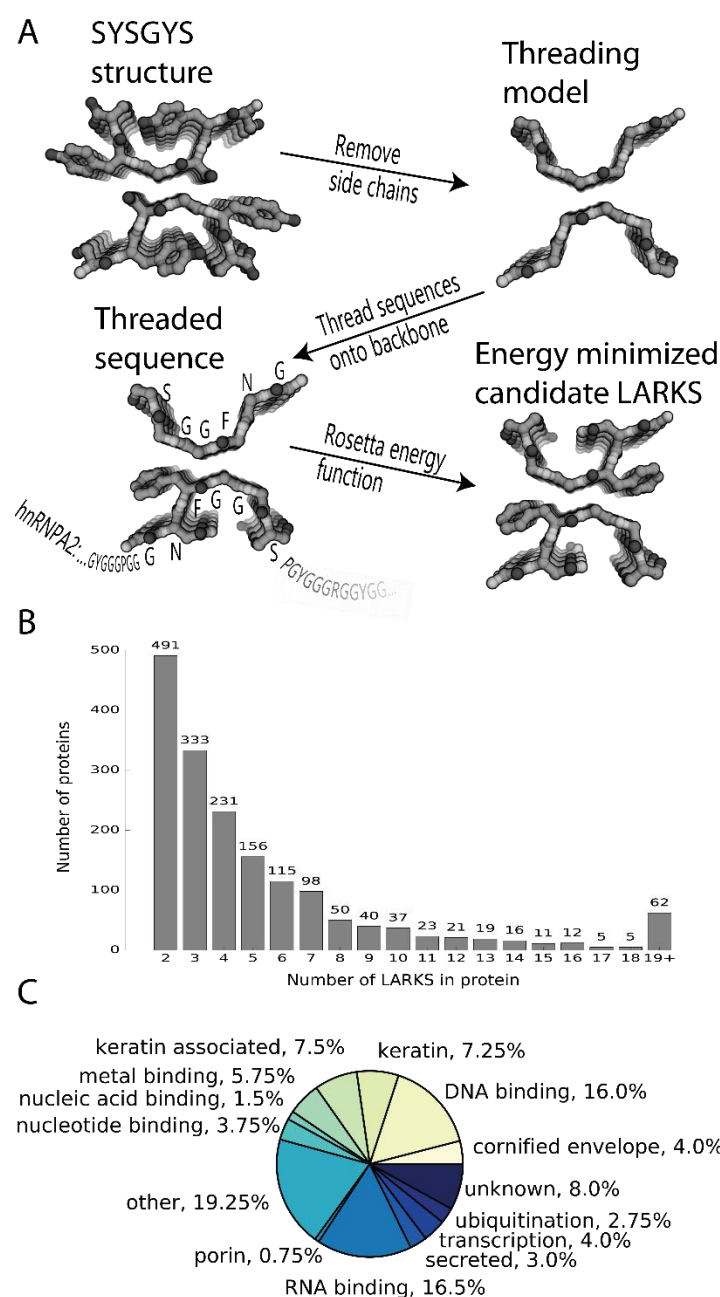 A
SYSGYS
structure
Threading
model
Remove
side chains
Thread sequences
onto backbone
Threaded
sequence
Energy minimized
candidate LARKS
S
G
G
F
N
G
Rosetta energy
function
hnRNPA2:...GYGGGPGG
G
N
F
G
G
S
PGYGGGRGGYGG...
B
Number of proteins
500
400
300
200
100
0
491
333
231
156
115
98
50
40
37
23
21
19
16
11
12
5
5
62
2 3 4 5 6 7 8 9 10 11 12 13 14 15 16 17 18 19+
Number of LARKS in protein
C
keratin associated, 7.5%
keratin, 7.25%
metal binding, 5.75%
DNA binding, 16.0%
nucleic acid binding, 1.5%
nucleotide binding, 3.75%
cornified envelope, 4.0%
other, 19.25%
unknown, 8.0%
ubiquitination, 2.75%
transcription, 4.0%
porin, 0.75%
secreted, 3.0%
RNA binding, 16.5%